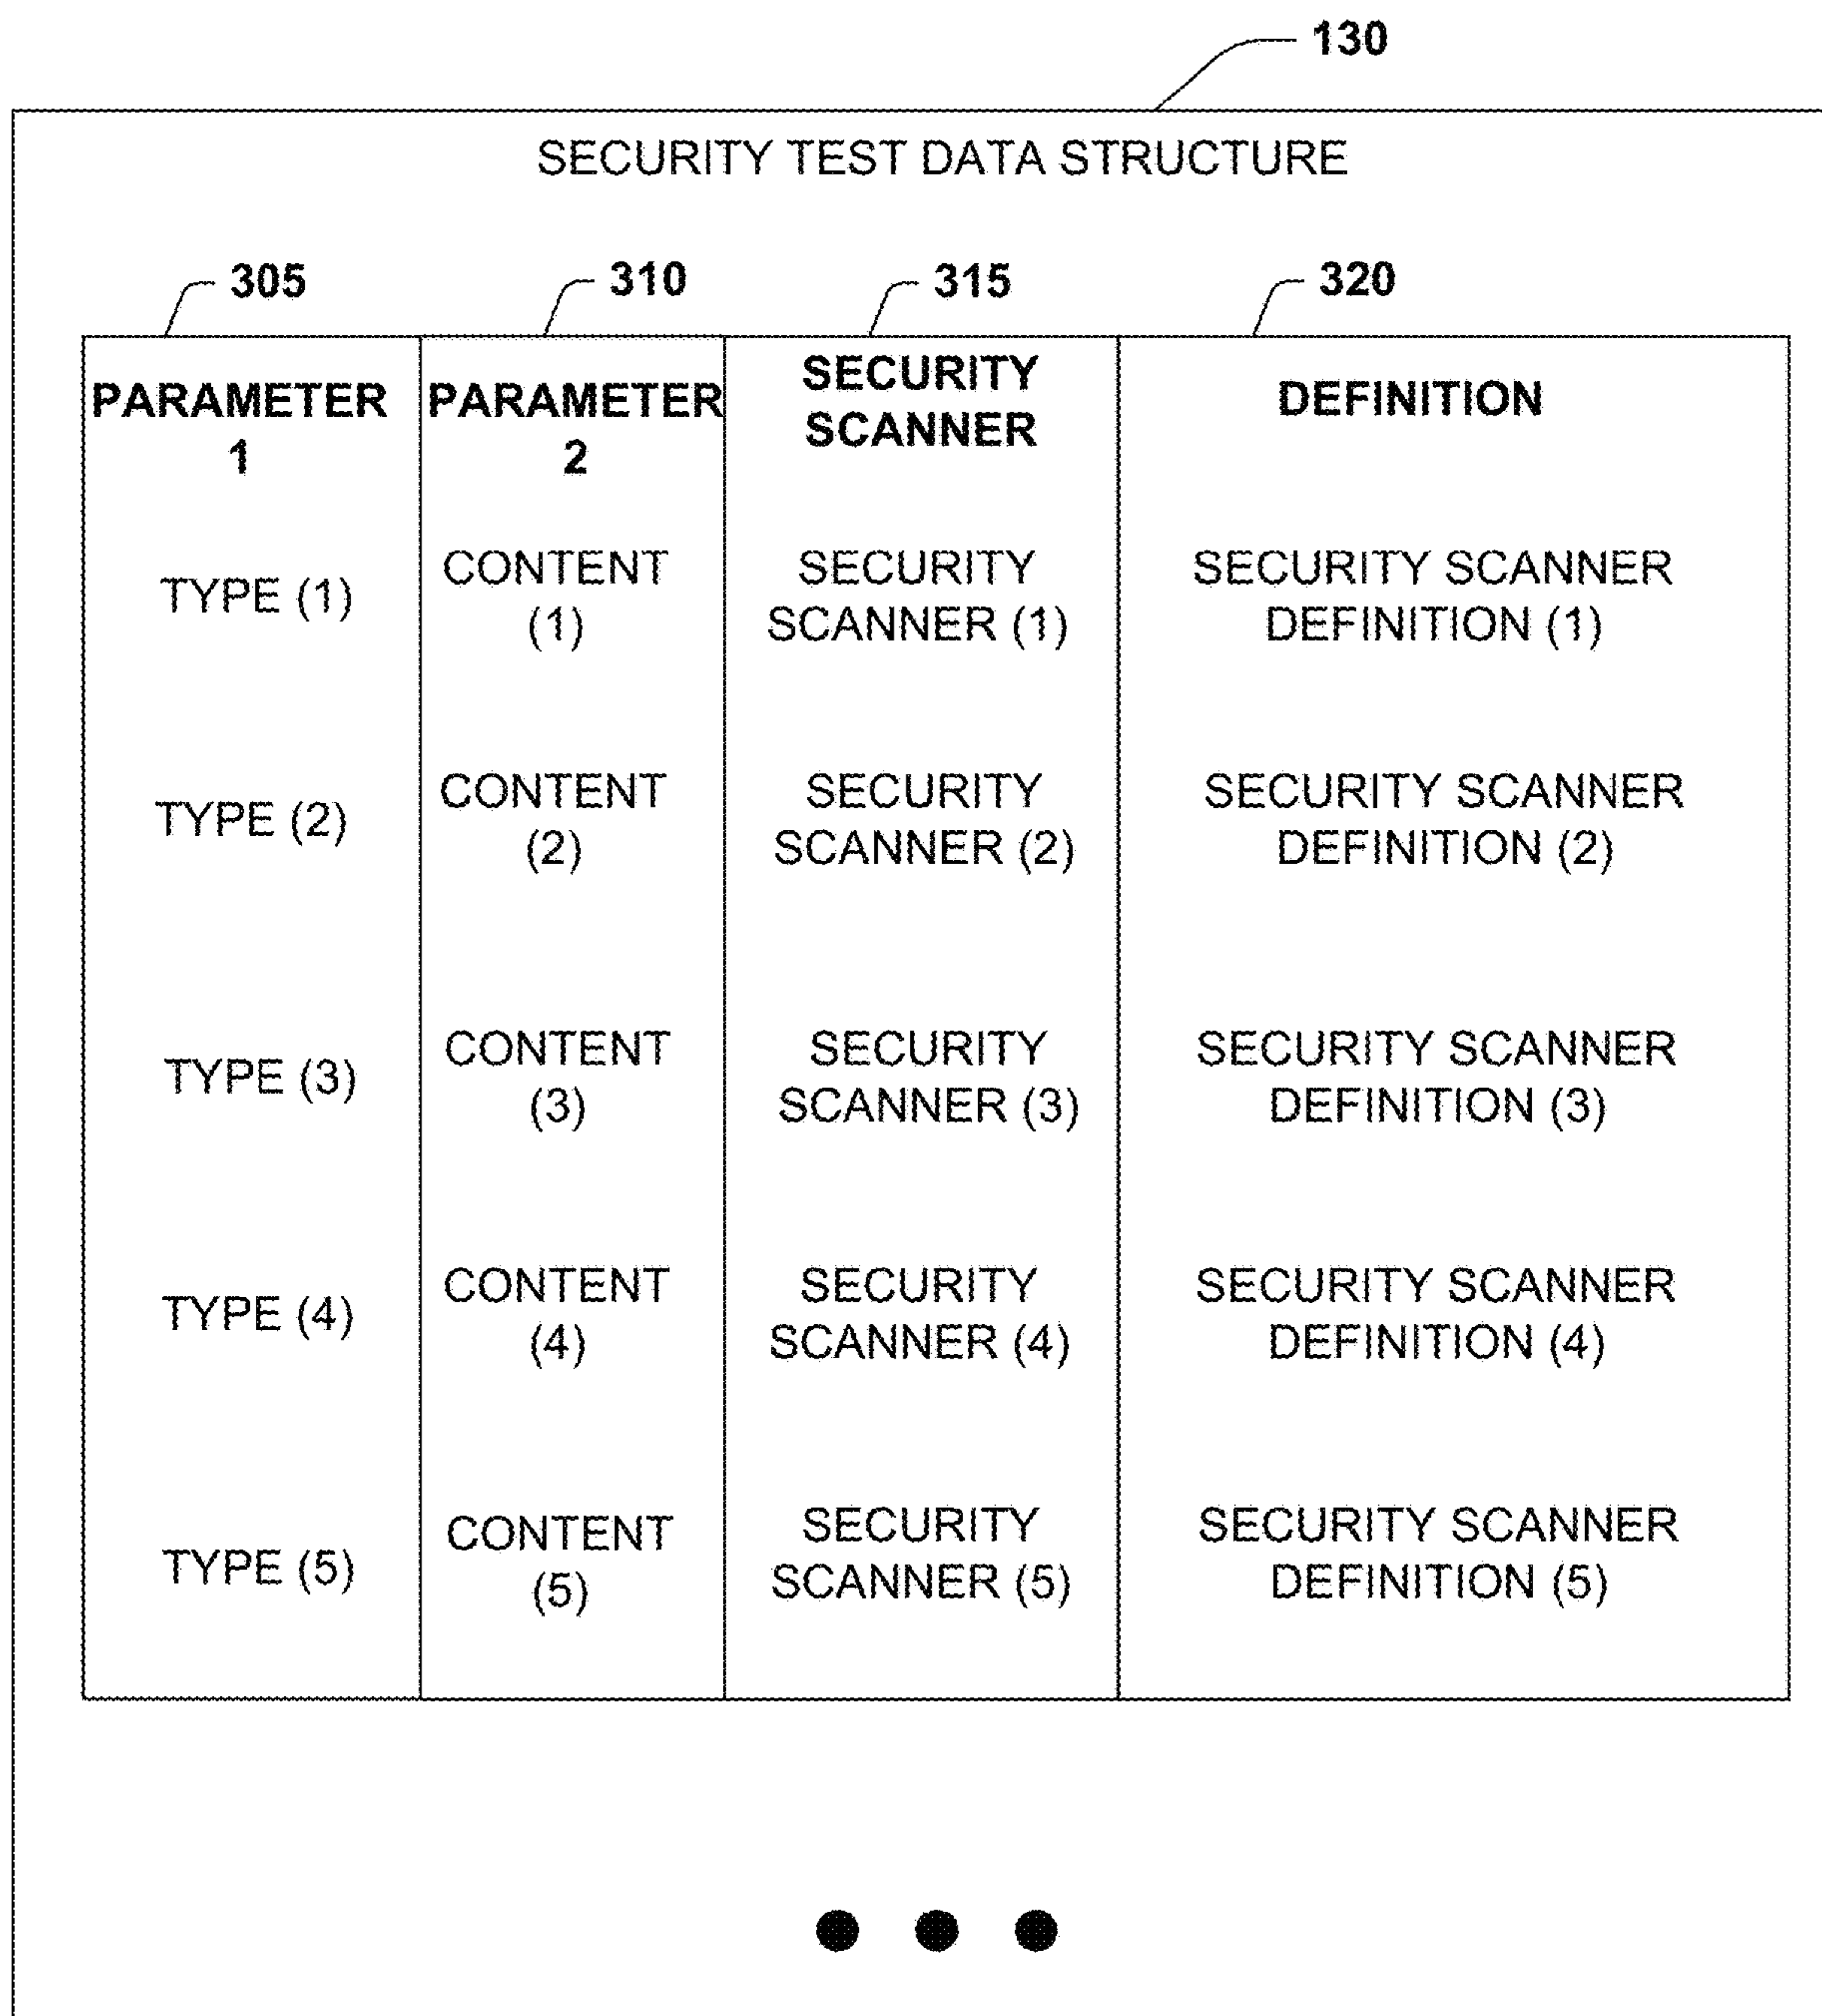 130
SECURITY TEST DATA STRUCTURE
305
310
315
320
PARAMETER
1
PARAMETER
2
SECURITY
SCANNER
DEFINITION
TYPE (1)
CONTENT
(1)
SECURITY
SCANNER (1)
SECURITY SCANNER
DEFINITION (1)
TYPE (2)
CONTENT
(2)
SECURITY
SCANNER (2)
SECURITY SCANNER
DEFINITION (2)
TYPE (3)
CONTENT
(3)
SECURITY
SCANNER (3)
SECURITY SCANNER
DEFINITION (3)
TYPE (4)
CONTENT
(4)
SECURITY
SCANNER (4)
SECURITY SCANNER
DEFINITION (4)
TYPE (5)
CONTENT
(5)
SECURITY
SCANNER (5)
SECURITY SCANNER
DEFINITION (5)